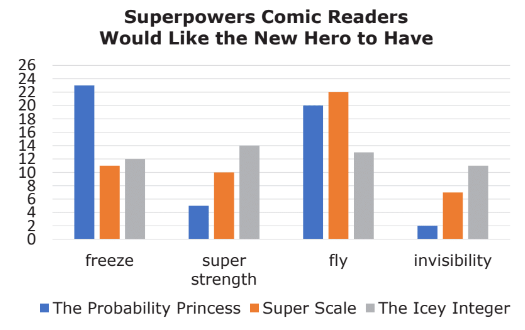 Superpowers Comic Readers
Would Like the New Hero to Have
26
24
22
20
18
16
14
12
10
8
6
4
2
0
freeze
super
strength
fly
invisibility
The Probability Princess
Super Scale
The Icey Integer